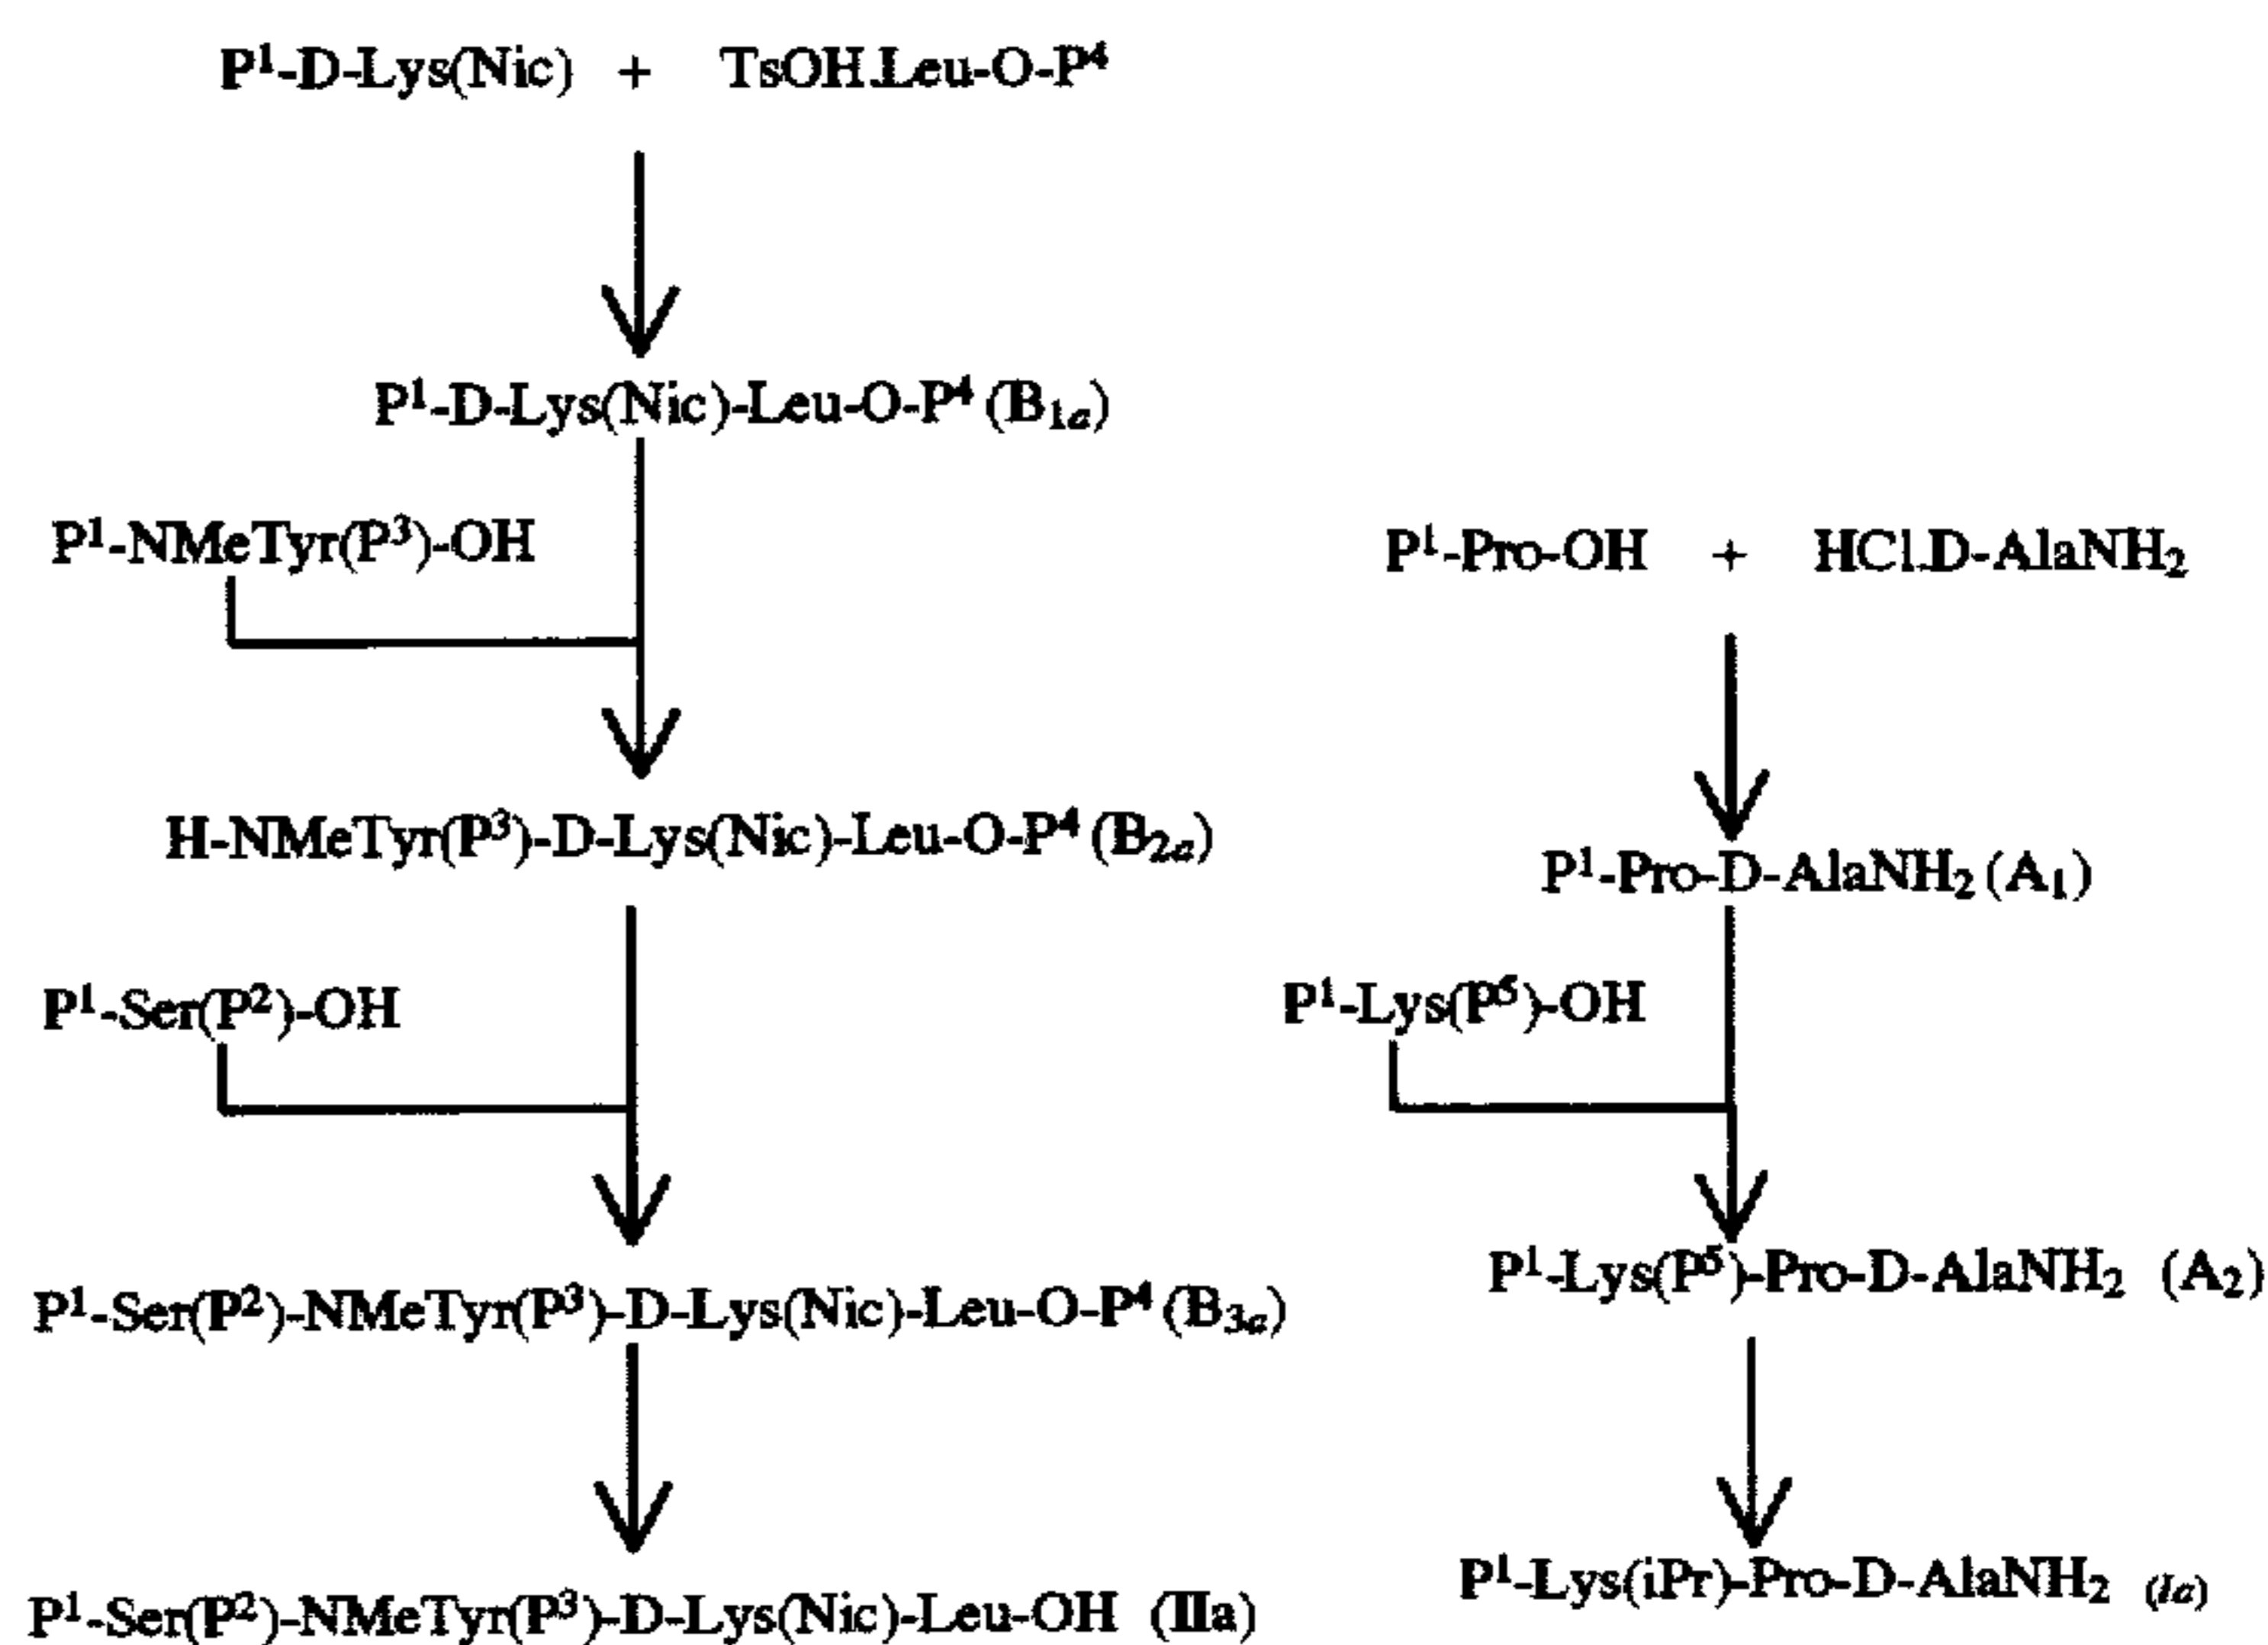 P¹-D-Lys(Nic) + TsOH.Leu-O-P⁴
P¹-D-Lys(Nic)-Leu-O-P⁴ (B₁ₐ)
P¹-NMeTyr(P³)-OH
P¹-Pro-OH + HCl.D-AlaNH₂
H-NMeTyr(P³)-D-Lys(Nic)-Leu-O-P⁴ (B₂ₐ)
P¹-Pro-D-AlaNH₂ (A₁)
P¹-Ser(P²)-OH
P¹-Lys(P⁵)-OH
P¹-Ser(P²)-NMeTyr(P³)-D-Lys(Nic)-Leu-O-P⁴ (B₃ₐ)
P¹-Lys(P⁵)-Pro-D-AlaNH₂ (A₂)
P¹-Ser(P²)-NMeTyr(P³)-D-Lys(Nic)-Leu-OH (IIa)
P¹-Lys(iPr)-Pro-D-AlaNH₂ (Ia)